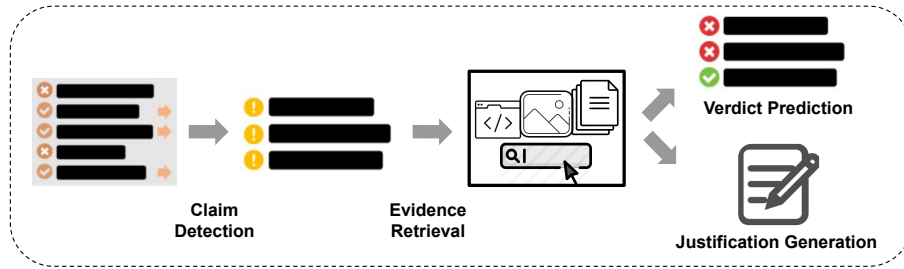 Verdict Prediction
</>
Claim
Detection
Evidence
Retrieval
Justification Generation